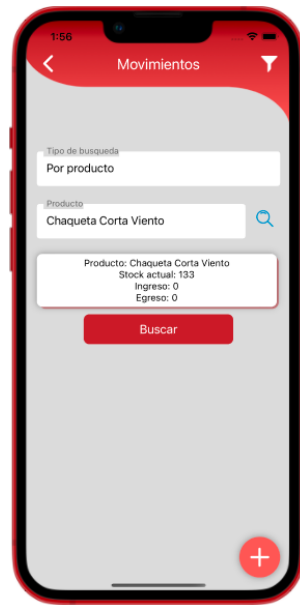 1:56
Movimientos
Tipo de busqueda
Por producto
Producto
Chaqueta Corta Viento
Producto: Chaqueta Corta Viento
Stock actual: 133
Ingreso: 0
Egreso: 0
Buscar
+